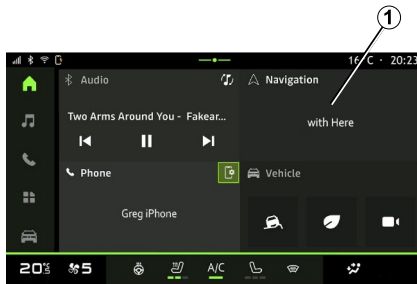 1
16 °C · 20:23
Audio
Navigation
Two Arms Around You - Fakear...
with Here
Phone
Vehicle
Greg iPhone
20°5
5
A/C